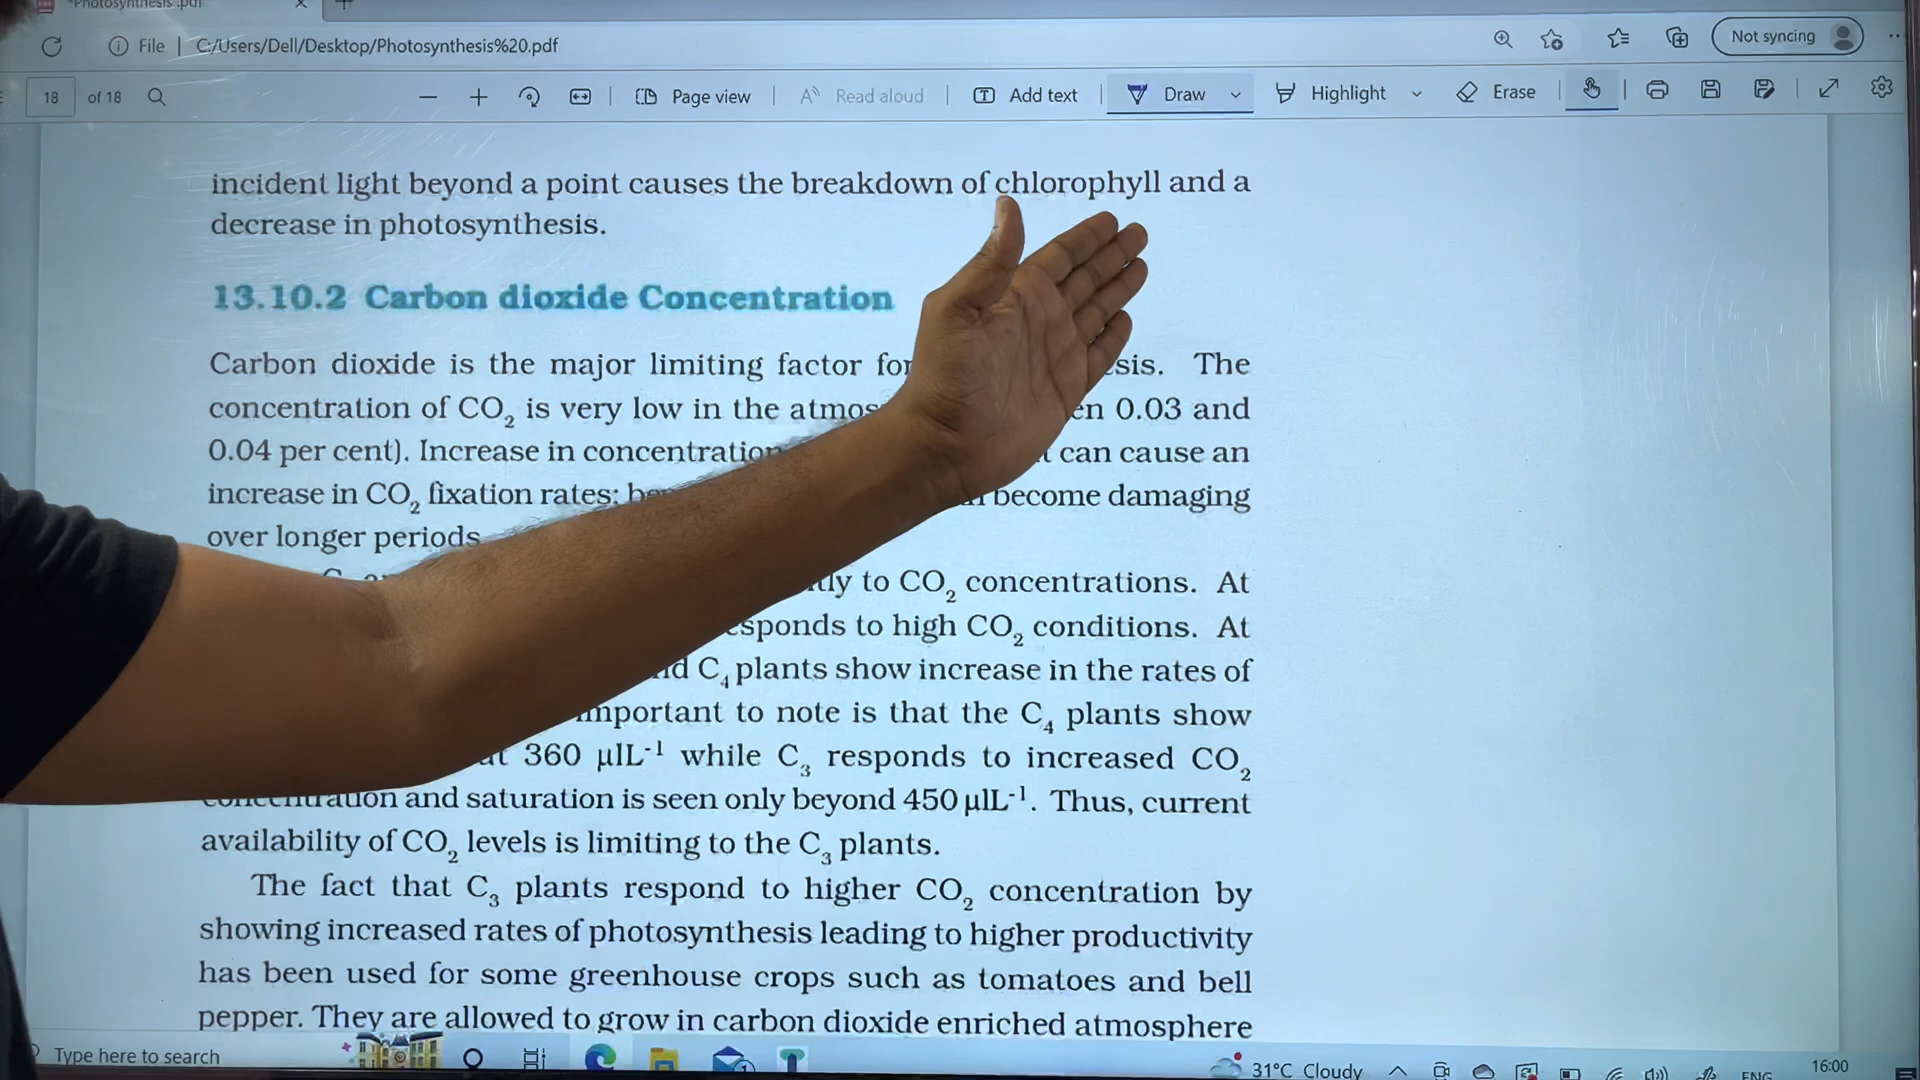 Photosynthesis .pdf
File | C:/Users/Dell/Desktop/Photosynthesis%20.pdf
Not syncing
18 of 18
Page view
Read aloud
Add text
Draw
Highlight
Erase
incident light beyond a point causes the breakdown of chlorophyll and a
decrease in photosynthesis.
13.10.2 Carbon dioxide Concentration
Carbon dioxide is the major limiting factor for sis. The
concentration of CO2 is very low in the atmos en 0.03 and
0.04 per cent). Increase in concentration can cause an
increase in CO2 fixation rates; become damaging
over longer periods
tly to CO2 concentrations. At
esponds to high CO2 conditions. At
C4 plants show increase in the rates of
important to note is that the C4 plants show
at 360 µlL-1 while C3 responds to increased CO2
concentration and saturation is seen only beyond 450 µlL-1. Thus, current
availability of CO2 levels is limiting to the C3 plants.
The fact that C3 plants respond to higher CO2 concentration by
showing increased rates of photosynthesis leading to higher productivity
has been used for some greenhouse crops such as tomatoes and bell
pepper. They are allowed to grow in carbon dioxide enriched atmosphere
Type here to search
31°C Cloudy
ENG
16:00